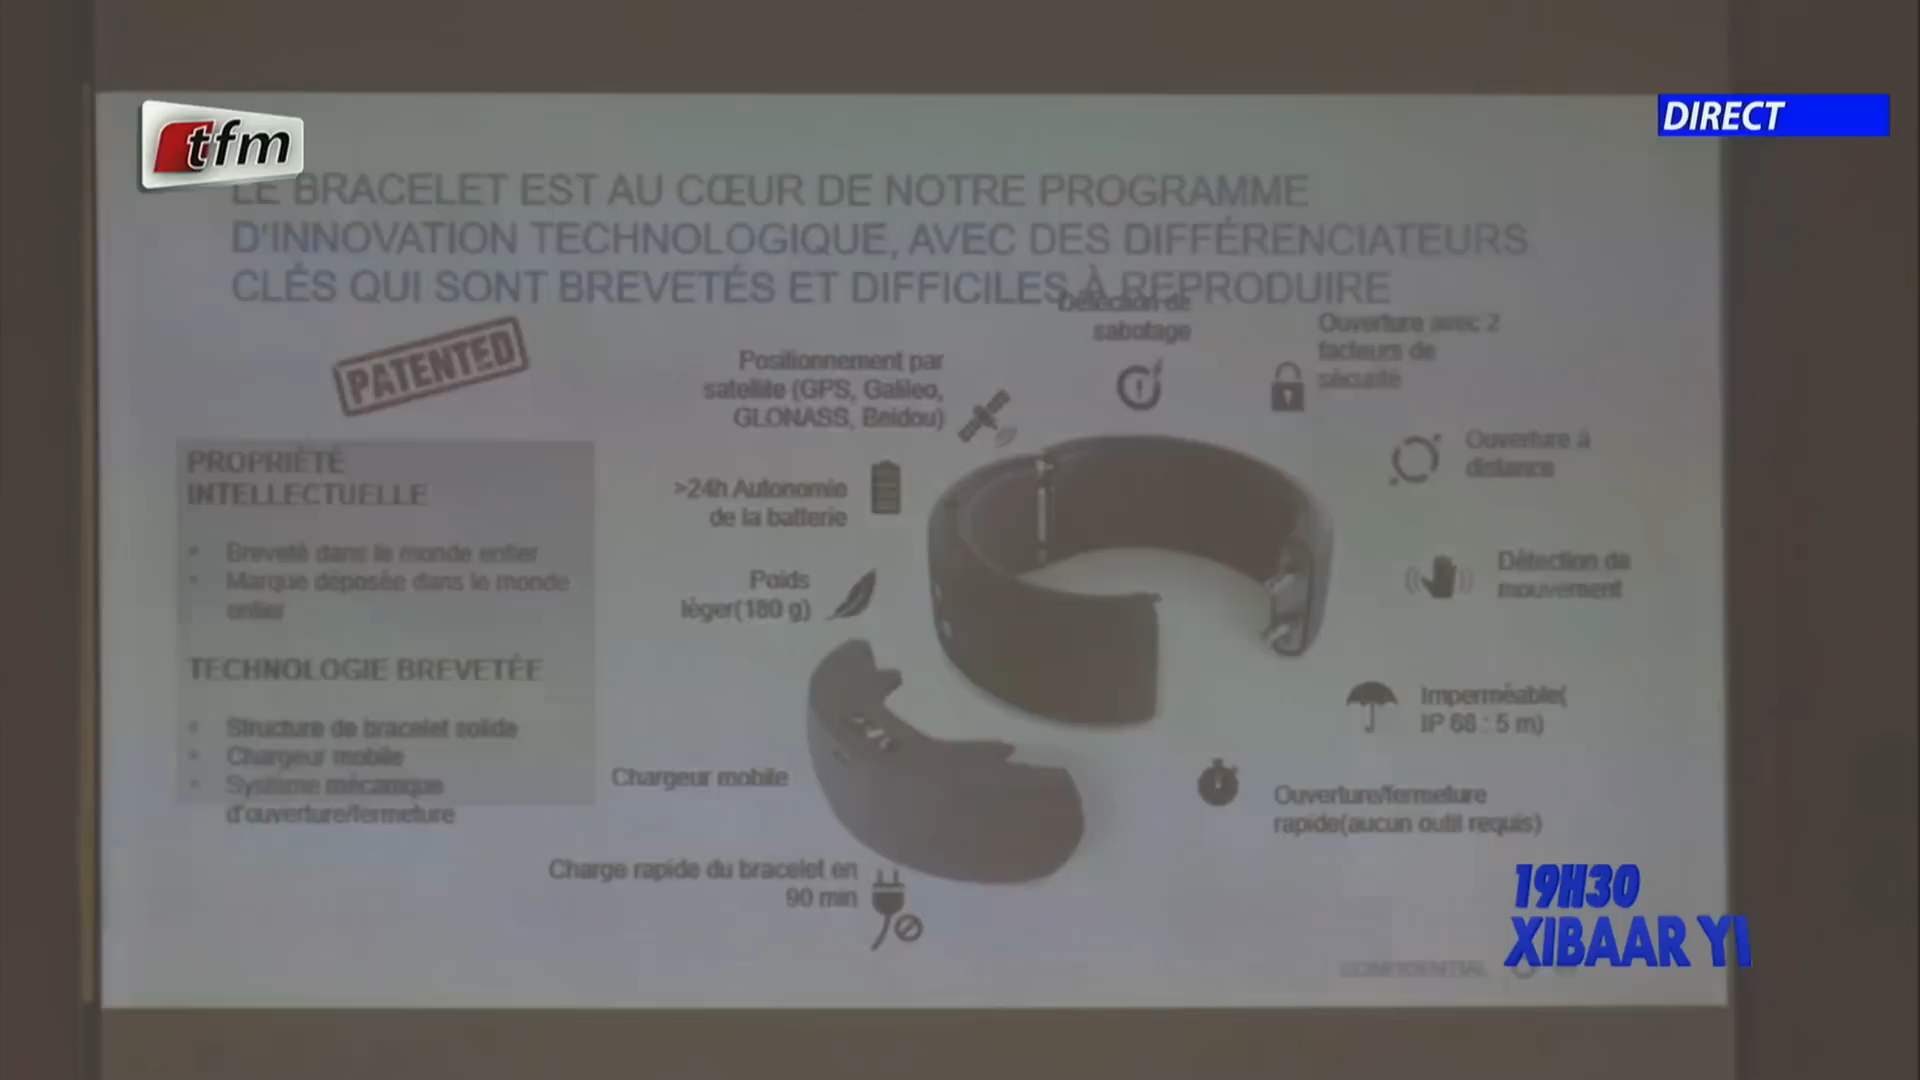 tfm
DIRECT
LE BRACELET EST AU CŒUR DE NOTRE PROGRAMME
D'INNOVATION TECHNOLOGIQUE, AVEC DES DIFFÉRENCIATEURS
CLÉS QUI SONT BREVETÉS ET DIFFICILES À REPRODUIRE
PATENTED
PROPRIÉTÉ
INTELLECTUELLE
• Breveté dans le monde entier
• Marque déposée dans le monde
entier
TECHNOLOGIE BREVETÉE
• Structure de bracelet solide
• Chargeur mobile
• Système mécanique
d'ouverture/fermeture
Positionnement par
satellite (GPS, Galileo,
GLONASS, Beidou)
>24h Autonomie
de la batterie
Poids
léger(180 g)
Chargeur mobile
Charge rapide du bracelet en
90 min
Détection de
sabotage
Ouverture avec 2
facteurs de
sécurité
Ouverture à
distance
Détection de
mouvement
Imperméable(
IP 68 : 5 m)
Ouverture/fermeture
rapide(aucun outil requis)
CONFIDENTIAL
19H30
XIBAAR YI